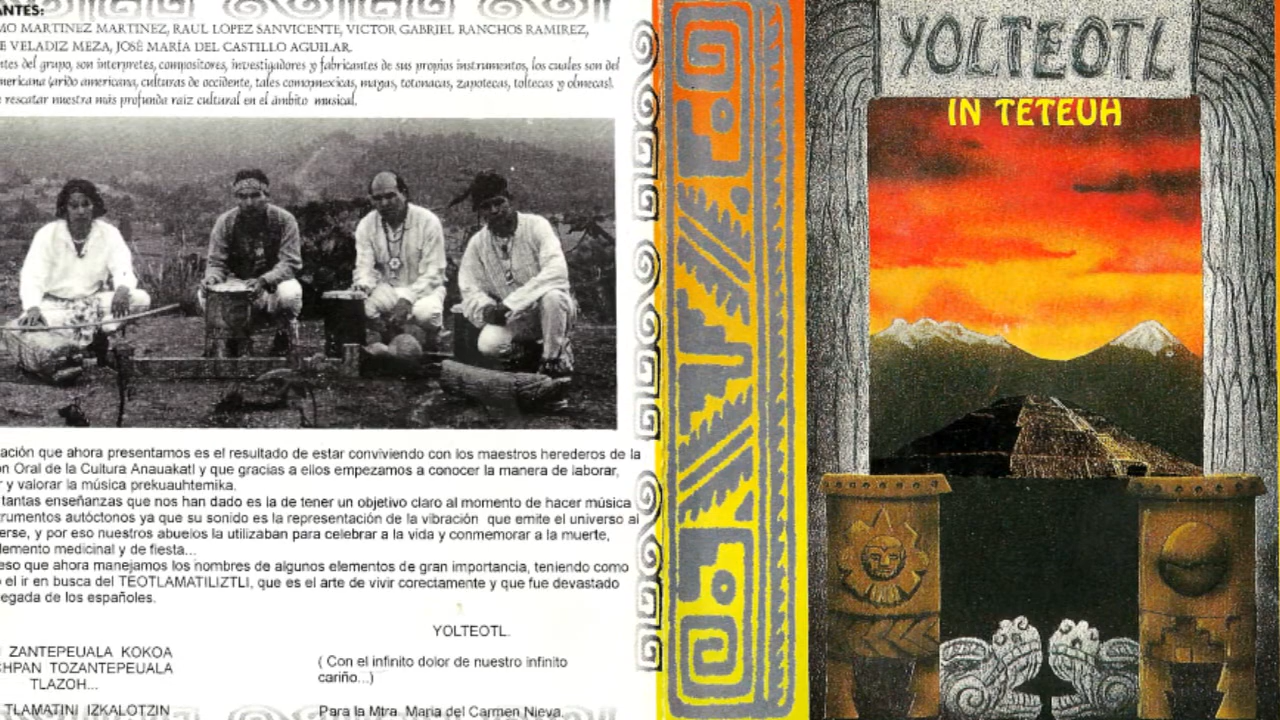 ANTES:
MO MARTINEZ MARTINEZ, RAUL LÓPEZ SANVICENTE, VICTOR GABRIEL RANCHOS RAMIREZ,
E VELADIZ MEZA, JOSÉ MARÍA DEL CASTILLO AGUILAR.
ntes del grupo, son interpretes, compositores, investigadores y fabricantes de sus propios instrumentos, los cuales son del
mericana (arido americana, culturas de occidente, tales comomexicas, mayas, totonacas, zapotecas, toltecas y olmecas).
rescatar nuestra más profunda raiz cultural en el ámbito musical.
ación que ahora presentamos es el resultado de estar conviviendo con los maestros herederos de la
ón Oral de la Cultura Anauakatl y que gracias a ellos empezamos a conocer la manera de laborar,
r y valorar la música prekuauhtemika.
tantas enseñanzas que nos han dado es la de tener un objetivo claro al momento de hacer música
trumentos autóctonos ya que su sonido es la representación de la vibración que emite el universo al
erse, y por eso nuestros abuelos la utilizaban para celebrar a la vida y conmemorar a la muerte,
lemento medicinal y de fiesta...
eso que ahora manejamos los nombres de algunos elementos de gran importancia, teniendo como
o el ir en busca del TEOTLAMATILIZTLI, que es el arte de vivir corectamente y que fue devastado
egada de los españoles.
YOLTEOTL.
ZANTEPEUALA KOKOA
CHPAN TOZANTEPEUALA
TLAZOH...
( Con el infinito dolor de nuestro infinito
cariño...)
TLAMATINI IZKALOTZIN
Para la Mtra. Maria del Carmen Nieva.
YOLTEOTL
IN TETEUH